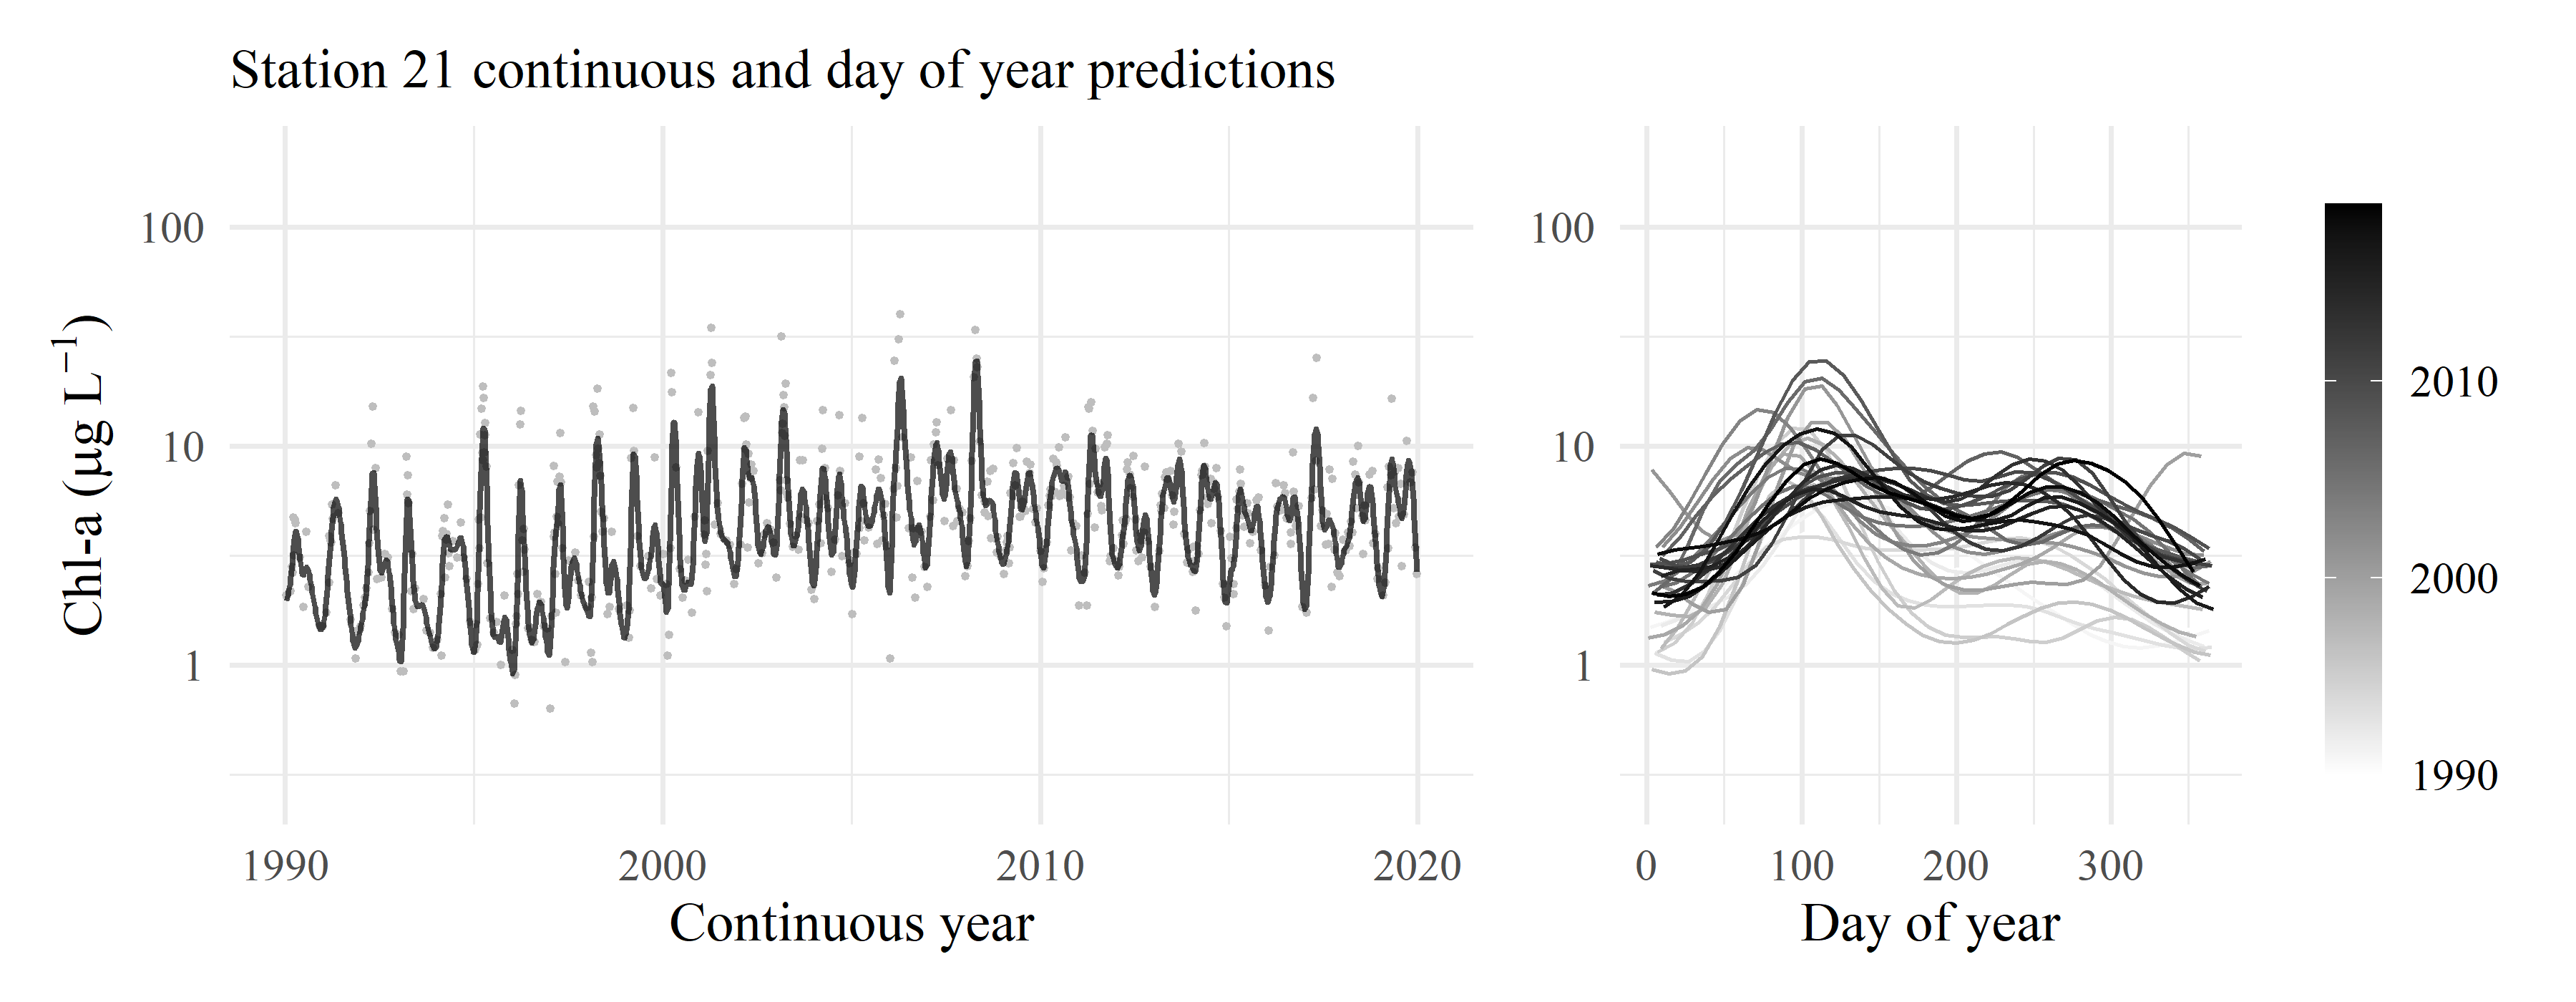 Station 21 continuous and day of year predictions
Chl-a (µg L⁻¹)
100
10
1
1990 2000 2010 2020
Continuous year
100
10
1
0 100 200 300
Day of year
2010
2000
1990